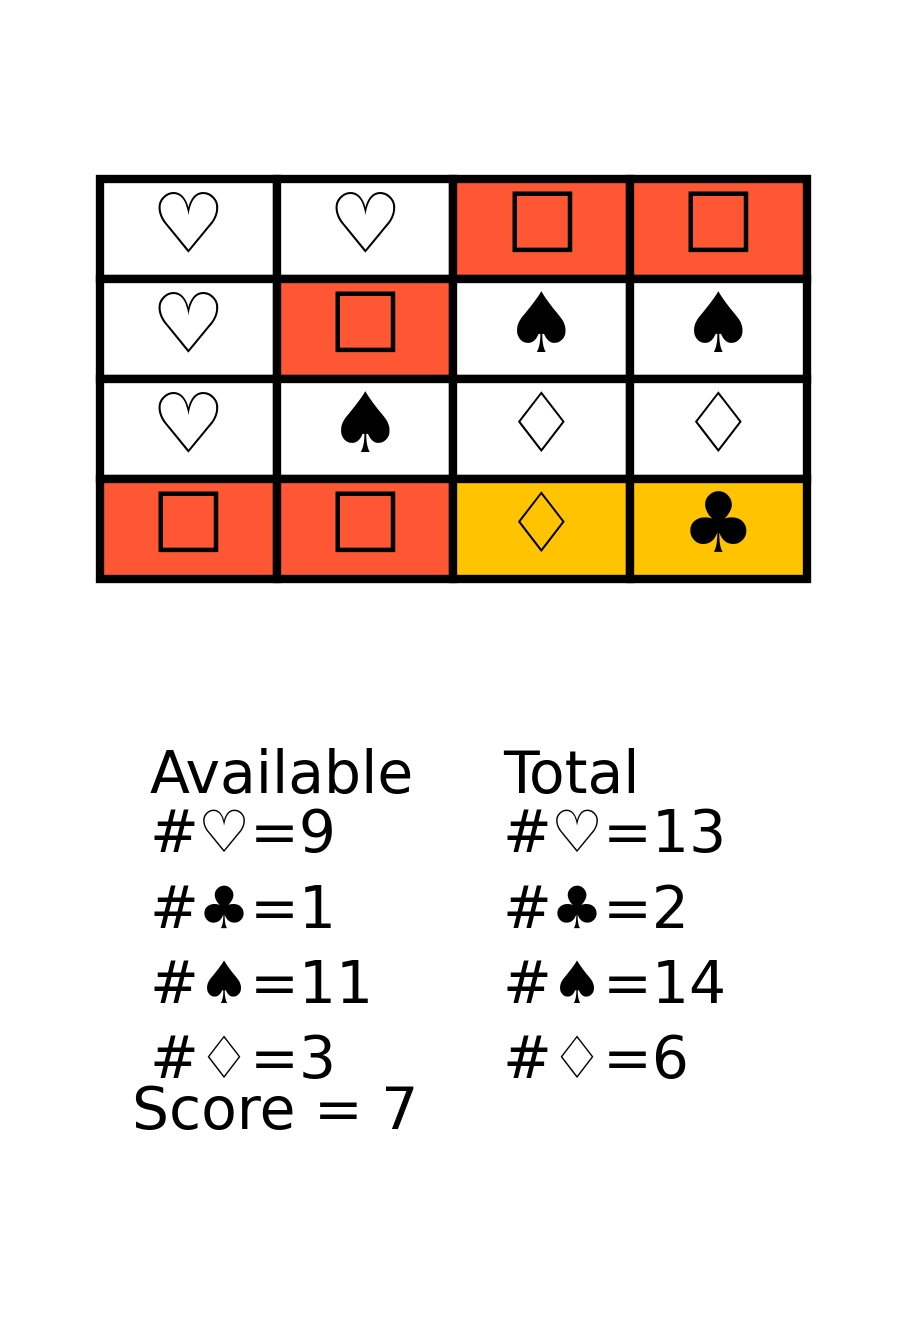 ♡ ♡ □ □
♡ □ ♠ ♠
♡ ♠ ♢ ♢
□ □ ♢ ♣
Available Total
#♡=9 #♡=13
#♣=1 #♣=2
#♠=11 #♠=14
#♢=3 #♢=6
Score = 7